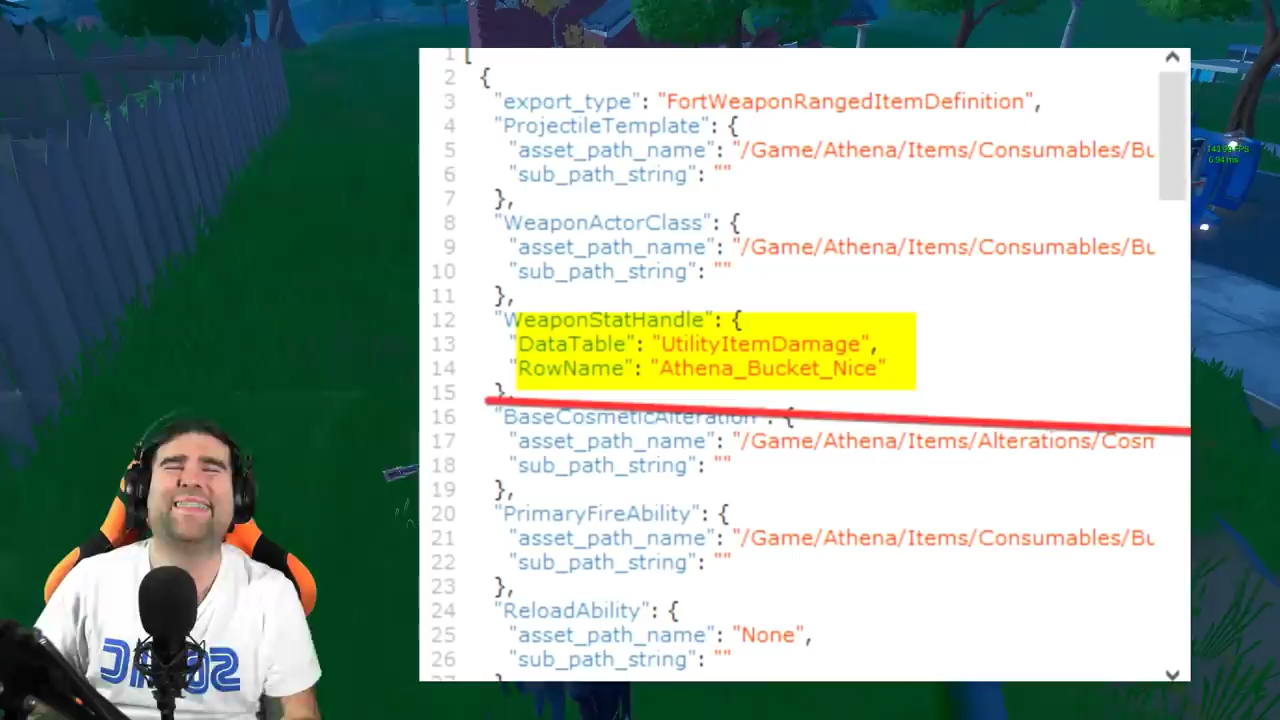 1 [
2 {
3 "export_type": "FortWeaponRangedItemDefinition",
4 "ProjectileTemplate": {
5 "asset_path_name": "/Game/Athena/Items/Consumables/Bu
6 "sub_path_string": ""
7 },
8 "WeaponActorClass": {
9 "asset_path_name": "/Game/Athena/Items/Consumables/Bu
10 "sub_path_string": ""
11 },
12 "WeaponStatHandle": {
13 "DataTable": "UtilityItemDamage",
14 "RowName": "Athena_Bucket_Nice"
15 },
16 "BaseCosmeticAlteration": {
17 "asset_path_name": "/Game/Athena/Items/Alterations/Cosm
18 "sub_path_string": ""
19 },
20 "PrimaryFireAbility": {
21 "asset_path_name": "/Game/Athena/Items/Consumables/Bu
22 "sub_path_string": ""
23 },
24 "ReloadAbility": {
25 "asset_path_name": "None",
26 "sub_path_string": ""
6.94 ms